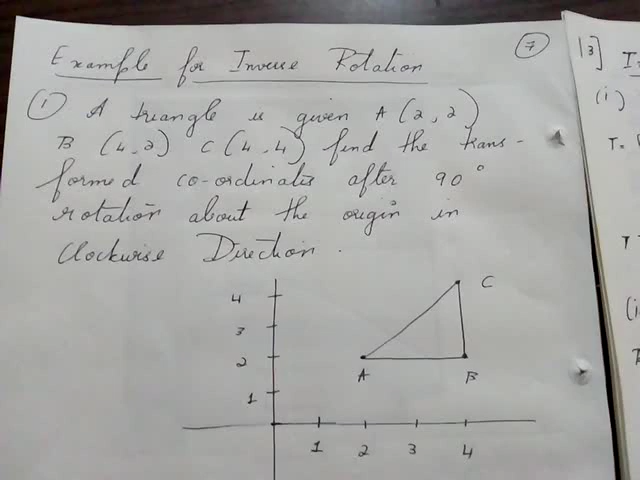 7
Example for Inverse Rotation
1 A triangle is given A (2, 2)
B (4, 2) C (4, 4) find the trans-
formed co-ordinates after 90°
rotation about the origin in
Clockwise Direction.
C
4
3
2
A B
1
1 2 3 4
13]
(i)
T =